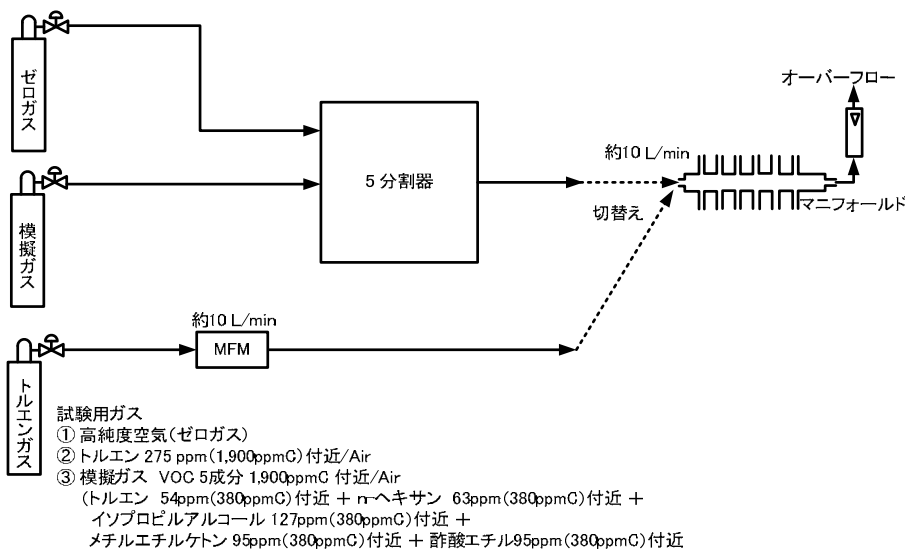 ゼロガス
模擬ガス
トルエンガス
5分割器
約10 L/min
MFM
約10 L/min
切替え
オーバーフロー
マニフォールド
試験用ガス
① 高純度空気(ゼロガス)
② トルエン 275 ppm(1,900ppmC)付近/Air
③ 模擬ガス VOC 5成分 1,900ppmC 付近/Air
(トルエン 54ppm(380ppmC)付近 + n-ヘキサン 63ppm(380ppmC)付近 +
イソプロピルアルコール 127ppm(380ppmC)付近 +
メチルエチルケトン 95ppm(380ppmC)付近 + 酢酸エチル95ppm(380ppmC)付近